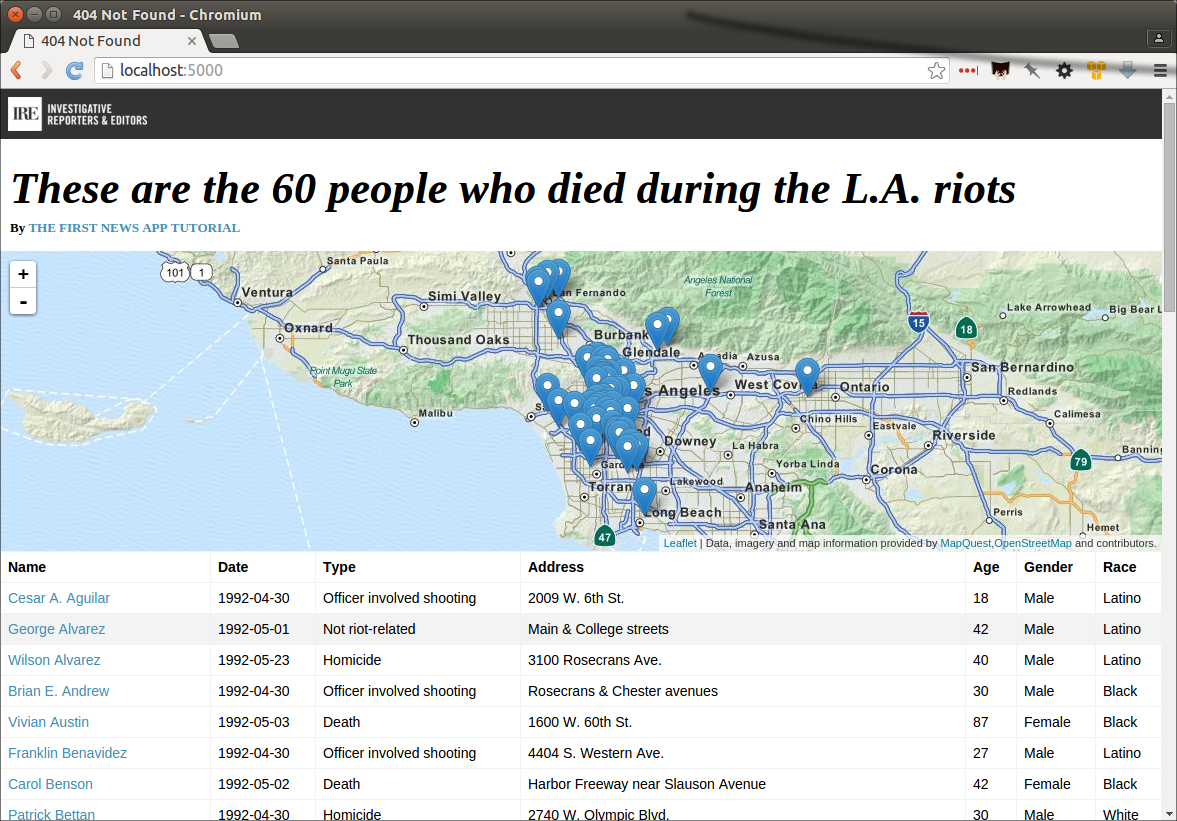 404 Not Found - Chromium
404 Not Found
localhost:5000
IRE INVESTIGATIVE
REPORTERS & EDITORS
These are the 60 people who died during the L.A. riots
By THE FIRST NEWS APP TUTORIAL
+
-
101
1
Santa Paula
Ventura
Simi Valley
an Fernando
Angeles National
Forest
15
18
Lake Arrowhead
Big Bear L
Oxnard
Thousand Oaks
Burbank
Glendale
Azusa
Point Mugu State
Park
s Angeles
West Covina
Ontario
San Bernardino
Redlands
Malibu
Chino Hills
Eastvale
Calimesa
Downey
La Habra
Riverside
Banning
Yorba Linda
Corona
79
Torran
Lakewood
Anaheim
Long Beach
Santa Ana
Perris
Hemet
47
Leaflet | Data, imagery and map information provided by MapQuest,OpenStreetMap and contributors.
Name Date Type Address Age Gender Race
Cesar A. Aguilar 1992-04-30 Officer involved shooting 2009 W. 6th St. 18 Male Latino
George Alvarez 1992-05-01 Not riot-related Main & College streets 42 Male Latino
Wilson Alvarez 1992-05-23 Homicide 3100 Rosecrans Ave. 40 Male Latino
Brian E. Andrew 1992-04-30 Officer involved shooting Rosecrans & Chester avenues 30 Male Black
Vivian Austin 1992-05-03 Death 1600 W. 60th St. 87 Female Black
Franklin Benavidez 1992-04-30 Officer involved shooting 4404 S. Western Ave. 27 Male Latino
Carol Benson 1992-05-02 Death Harbor Freeway near Slauson Avenue 42 Female Black
Patrick Bettan 1992-04-30 Homicide 2740 W. Olympic Blvd. 30 Male White